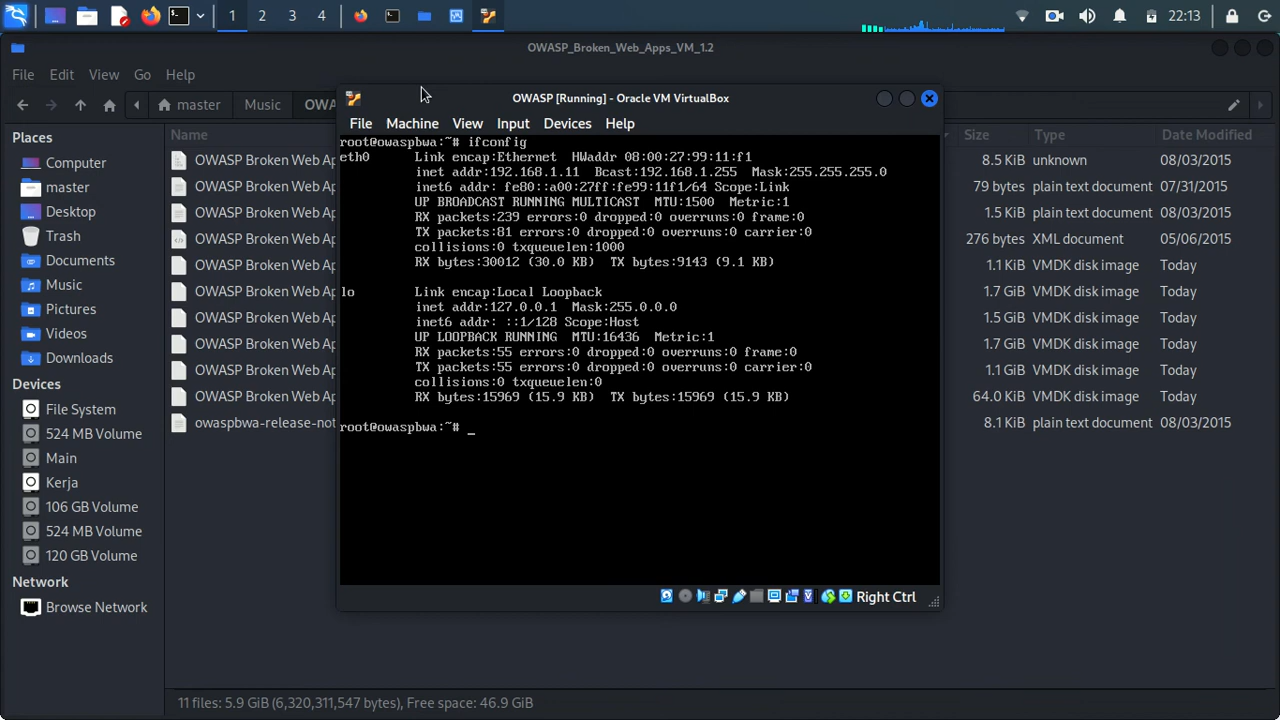 1 2 3 4 22:13
OWASP_Broken_Web_Apps_VM_1.2
File Edit View Go Help
master Music OWA
Places
Computer
master
Desktop
Trash
Documents
Music
Pictures
Videos
Downloads
Devices
File System
524 MB Volume
Main
Kerja
106 GB Volume
524 MB Volume
120 GB Volume
Network
Browse Network
Name Size Type Date Modified
OWASP Broken Web Ap 8.5 KiB unknown 08/03/2015
OWASP Broken Web Ap 79 bytes plain text document 07/31/2015
OWASP Broken Web Ap 1.5 KiB plain text document 08/03/2015
OWASP Broken Web Ap 276 bytes XML document 05/06/2015
OWASP Broken Web Ap 1.1 KiB VMDK disk image Today
OWASP Broken Web Ap 1.7 GiB VMDK disk image Today
OWASP Broken Web Ap 1.5 GiB VMDK disk image Today
OWASP Broken Web Ap 1.7 GiB VMDK disk image Today
OWASP Broken Web Ap 1.1 GiB VMDK disk image Today
OWASP Broken Web Ap 64.0 KiB VMDK disk image Today
owaspbwa-release-not 8.1 KiB plain text document 08/03/2015
11 files: 5.9 GiB (6,320,311,547 bytes), Free space: 46.9 GiB
OWASP [Running] - Oracle VM VirtualBox
File Machine View Input Devices Help
root@owaspbwa:~# ifconfig
eth0 Link encap:Ethernet HWaddr 08:00:27:99:11:f1
inet addr:192.168.1.11 Bcast:192.168.1.255 Mask:255.255.255.0
inet6 addr: fe80::a00:27ff:fe99:11f1/64 Scope:Link
UP BROADCAST RUNNING MULTICAST MTU:1500 Metric:1
RX packets:239 errors:0 dropped:0 overruns:0 frame:0
TX packets:81 errors:0 dropped:0 overruns:0 carrier:0
collisions:0 txqueuelen:1000
RX bytes:30012 (30.0 KB) TX bytes:9143 (9.1 KB)
lo Link encap:Local Loopback
inet addr:127.0.0.1 Mask:255.0.0.0
inet6 addr: ::1/128 Scope:Host
UP LOOPBACK RUNNING MTU:16436 Metric:1
RX packets:55 errors:0 dropped:0 overruns:0 frame:0
TX packets:55 errors:0 dropped:0 overruns:0 carrier:0
collisions:0 txqueuelen:0
RX bytes:15969 (15.9 KB) TX bytes:15969 (15.9 KB)
root@owaspbwa:~# _
Right Ctrl